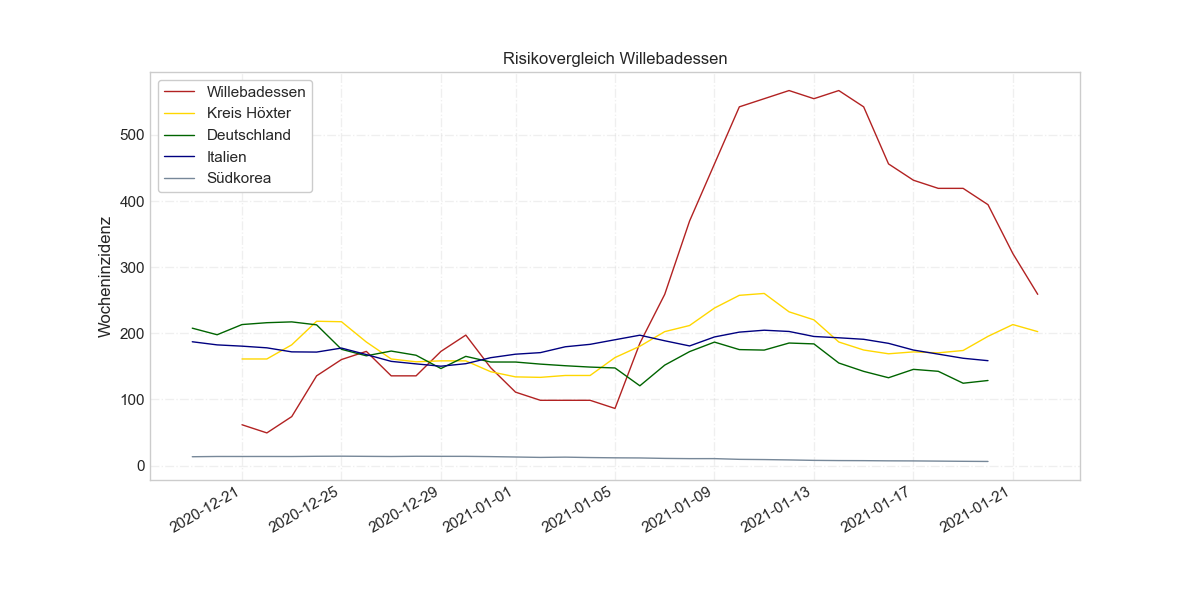 Risikovergleich Willebadessen
Willebadessen
Kreis Höxter
Deutschland
Italien
Südkorea
Wocheninzidenz
500
400
300
200
100
0
2020-12-21
2020-12-25
2020-12-29
2021-01-01
2021-01-05
2021-01-09
2021-01-13
2021-01-17
2021-01-21